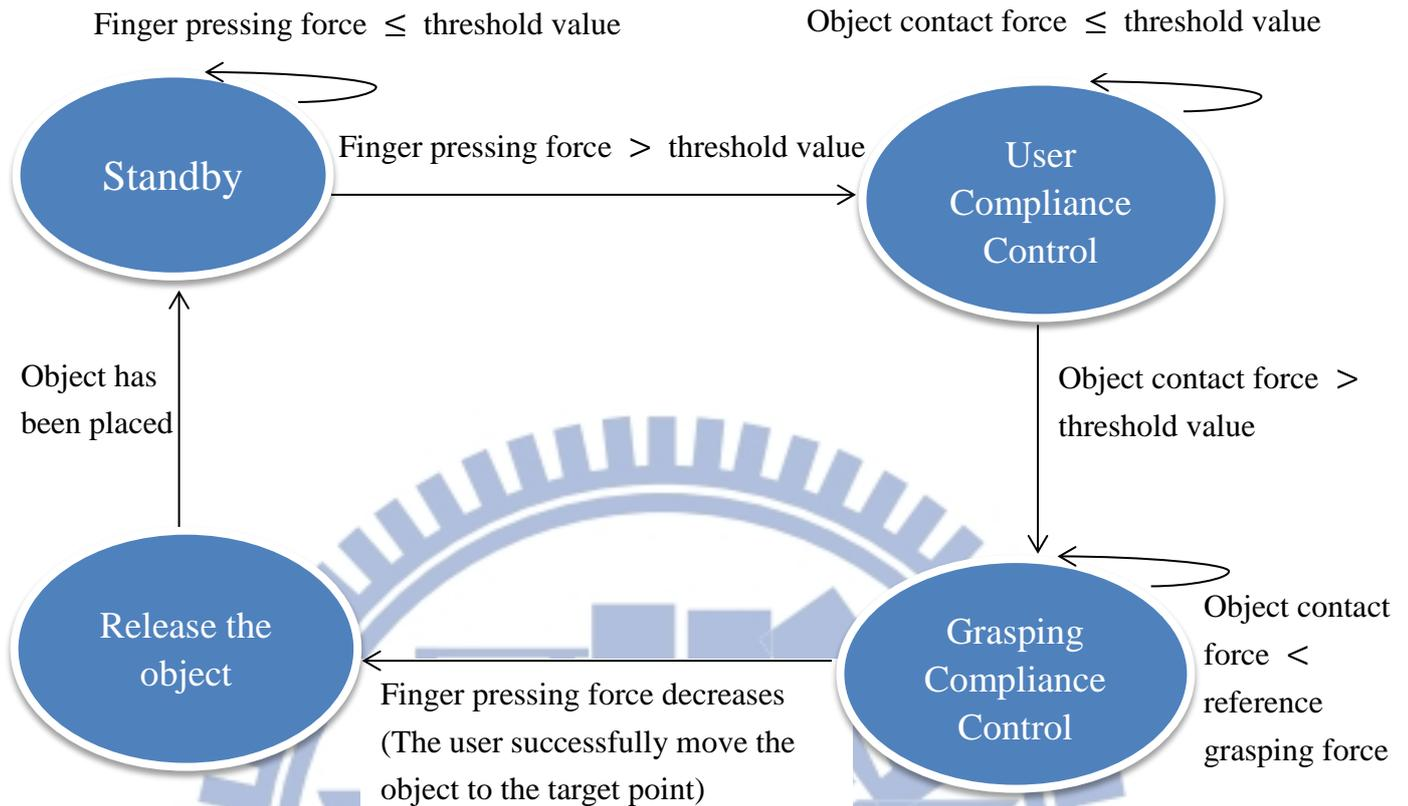 Finger pressing force ≤ threshold value
Object contact force ≤ threshold value
Standby
Finger pressing force > threshold value
User
Compliance
Control
Object has
been placed
Object contact force >
threshold value
Release the
object
Finger pressing force decreases
(The user successfully move the
object to the target point)
Grasping
Compliance
Control
Object contact
force <
reference
grasping force